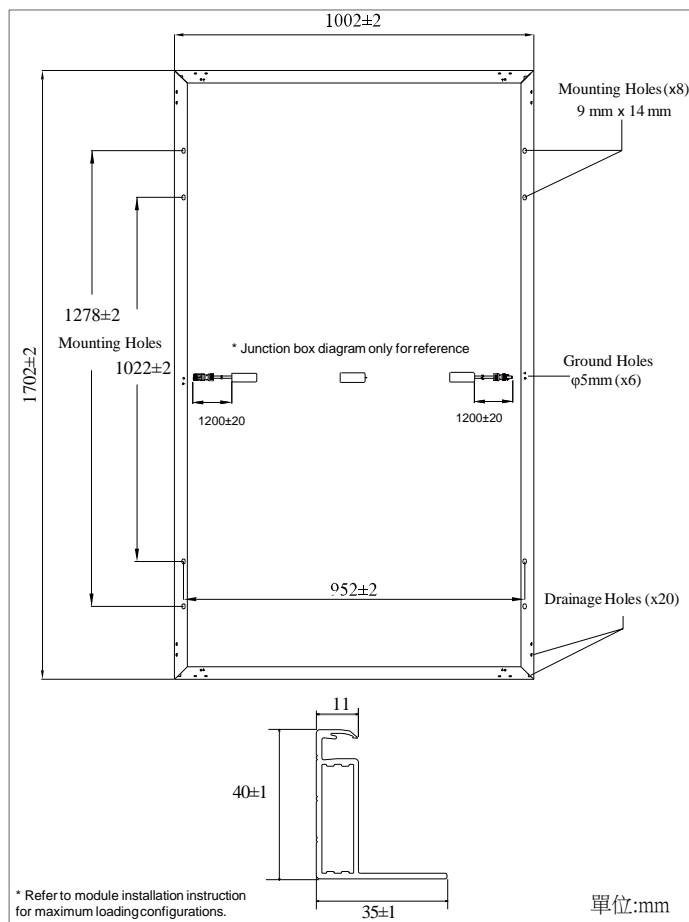 1002±2
Mounting Holes (x8)
9 mm x 14 mm
1278±2
Mounting Holes
1022±2
1702±2
* Junction box diagram only for reference
Ground Holes
φ5mm (x6)
1200±20
1200±20
952±2
Drainage Holes (x20)
11
40±1
35±1
* Refer to module installation instruction
for maximum loading configurations.
單位:mm